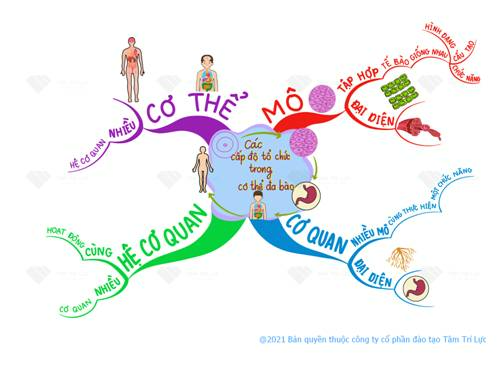 Các
cấp độ tổ chức
trong
cơ thể đa bào
MÔ
TẬP HỢP TẾ BÀO GIỐNG NHAU
HÌNH DẠNG
CẤU TẠO
CHỨC NĂNG
ĐẠI DIỆN
CƠ QUAN
NHIỀU MÔ
CÙNG THỰC HIỆN
MỘT CHỨC NĂNG
ĐẠI DIỆN
HỆ CƠ QUAN
HOẠT ĐỘNG CÙNG
CƠ QUAN NHIỀU
CƠ THỂ
HỆ CƠ QUAN NHIỀU
@2021 Bản quyền thuộc công ty cổ phần đào tạo Tâm Trí Lực